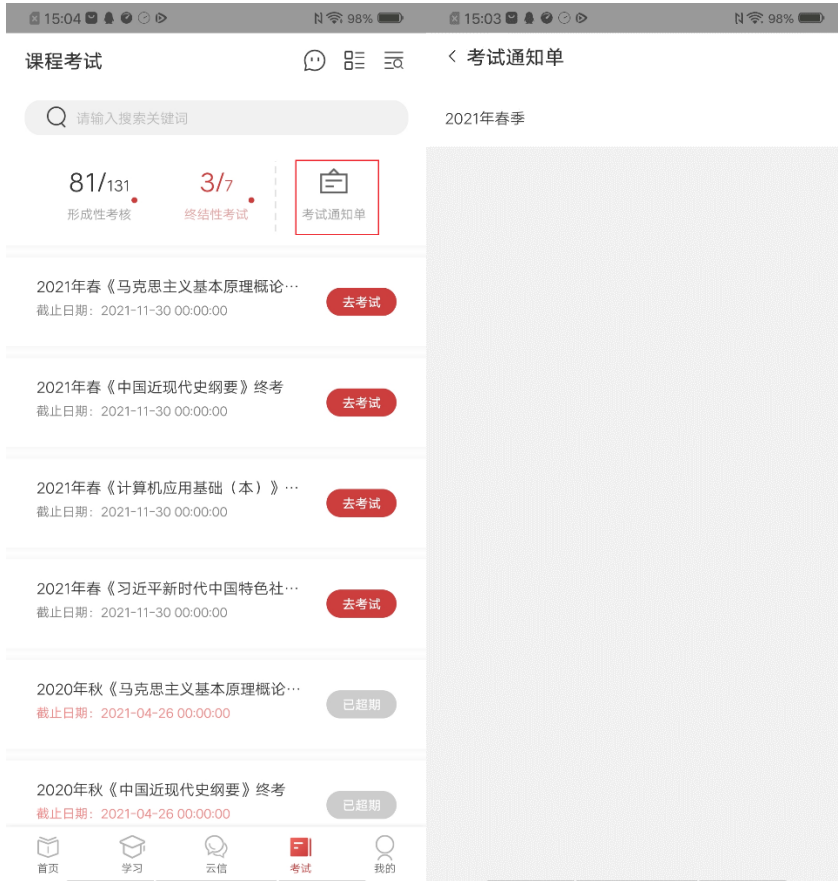 15:04
98%
课程考试
请输入搜索关键词
81/131
形成性考核
3/7
终结性考试
考试通知单
2021年春《马克思主义基本原理概论…
截止日期：2021-11-30 00:00:00
去考试
2021年春《中国近现代史纲要》终考
截止日期：2021-11-30 00:00:00
去考试
2021年春《计算机应用基础（本）》…
截止日期：2021-11-30 00:00:00
去考试
2021年春《习近平新时代中国特色社…
截止日期：2021-11-30 00:00:00
去考试
2020年秋《马克思主义基本原理概论…
截止日期：2021-04-26 00:00:00
已超期
2020年秋《中国近现代史纲要》终考
截止日期：2021-04-26 00:00:00
已超期
首页
学习
云信
考试
我的
15:03
98%
考试通知单
2021年春季